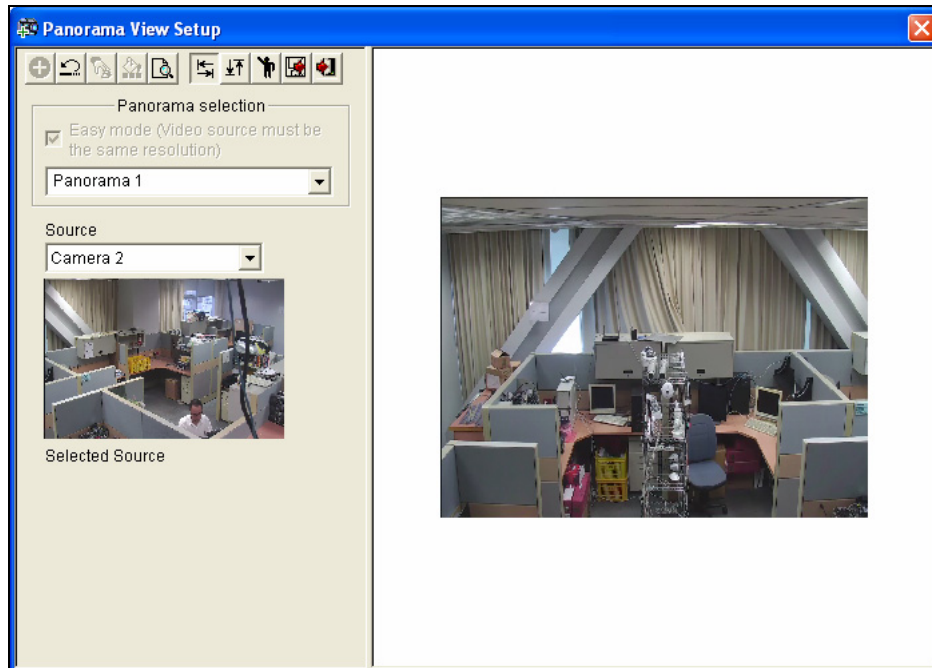 Panorama View Setup
Panorama selection
Easy mode (Video source must be
the same resolution)
Panorama 1
Source
Camera 2
Selected Source